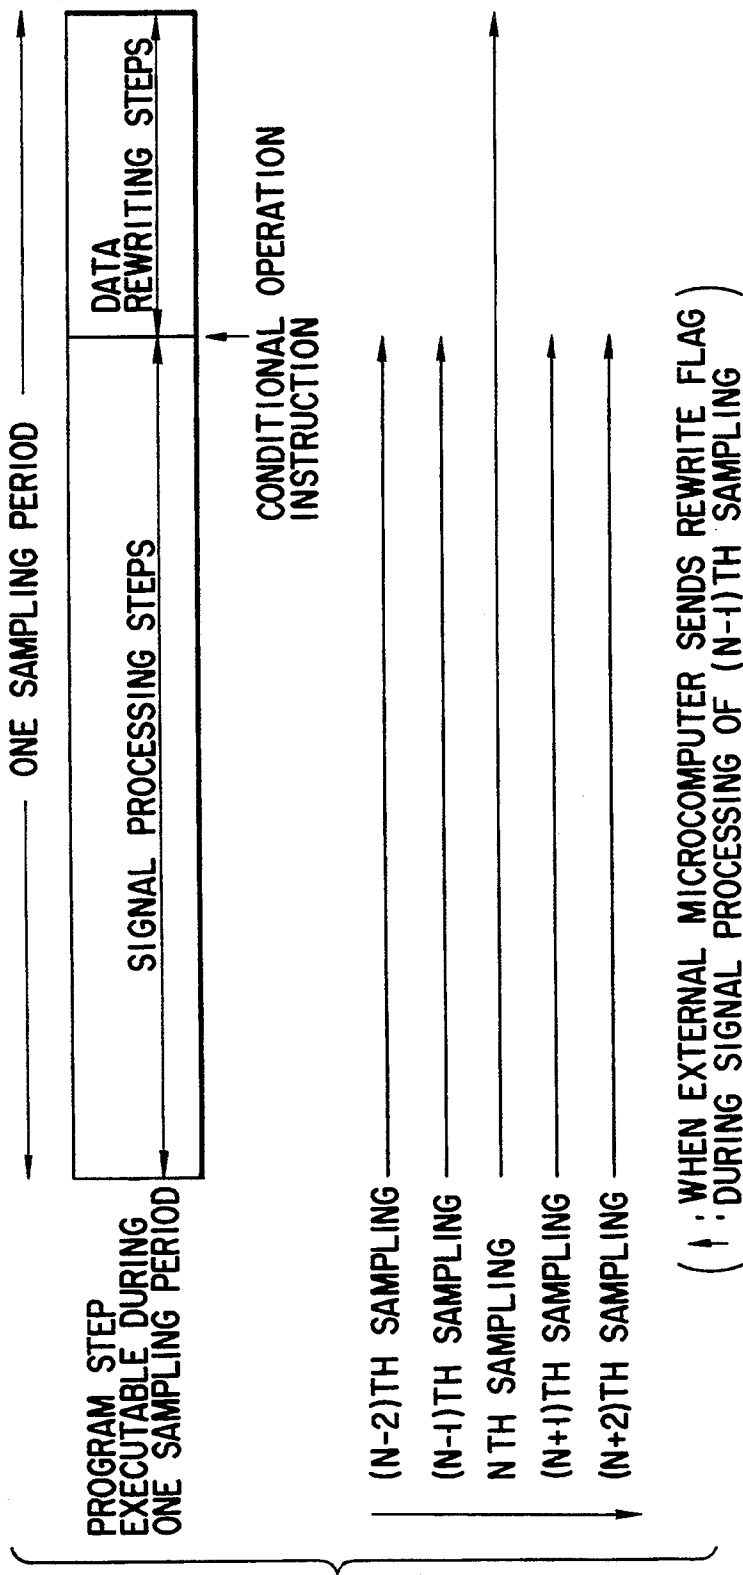 ONE SAMPLING PERIOD
PROGRAM STEP
EXECUTABLE DURING
ONE SAMPLING PERIOD
SIGNAL PROCESSING STEPS
DATA
REWRITING STEPS
CONDITIONAL OPERATION
INSTRUCTION
(N-2)TH SAMPLING
(N-1)TH SAMPLING
NTH SAMPLING
(N+1)TH SAMPLING
(N+2)TH SAMPLING
( ↑ : WHEN EXTERNAL MICROCOMPUTER SENDS REWRITE FLAG
DURING SIGNAL PROCESSING OF (N-1)TH SAMPLING )